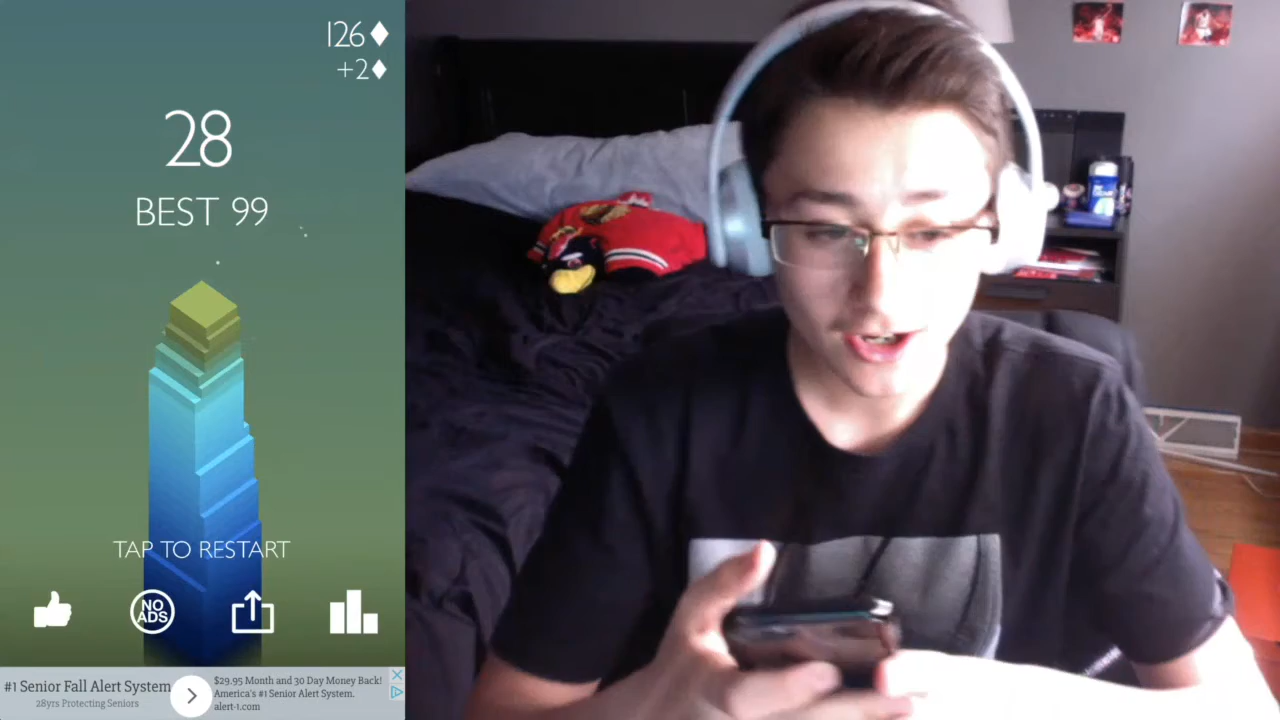 126
+2
28
BEST 99
TAP TO RESTART
NO
ADS
#1 Senior Fall Alert System
28yrs Protecting Seniors
$29.95 Month and 30 Day Money Back!
America's #1 Senior Alert System.
alert-1.com